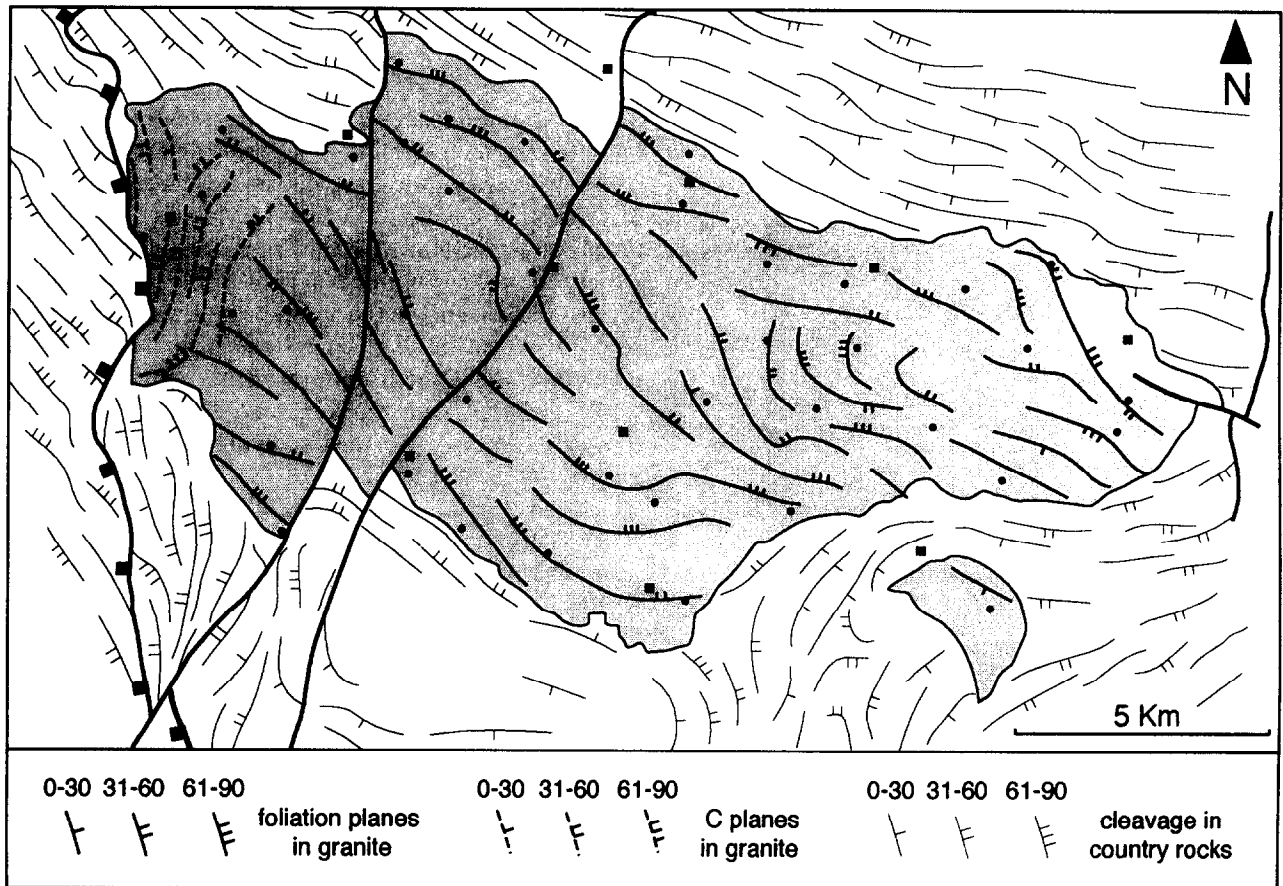 N
5 Km
0-30 31-60 61-90
foliation planes
in granite
0-30 31-60 61-90
C planes
in granite
0-30 31-60 61-90
cleavage in
country rocks